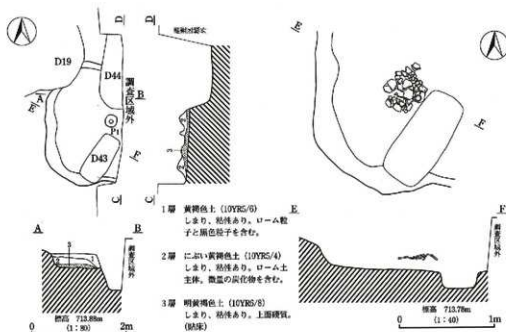 D
E
D19
D44
調査区域外
A
B
P1
D43
F
C
D
C
E
F
1層 黄褐色土 (10YR5/6)
しまり、粘性あり。ローム粒
子と黒色粒子を含む。
2層 にぶい黄褐色土 (10YR5/4)
しまり、粘性あり。ローム土
主体。微量の炭化物を含む。
3層 明黄褐色土 (10YR6/8)
しまり、粘性あり。上面硬質。
(貼床)
A
B
3
調査区域外
標高 713.88m
0
(1:80)
2m
E
F
調査区域外
標高 713.78m
0
(1:40)
1m